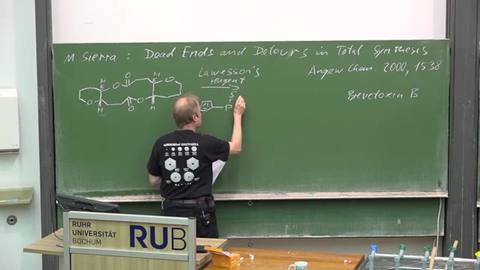 M. Sierra : Dead Ends and Detours in Total Synthesis
Angew Chem. 2000, 1538
Lawesson's
reagent
Brevetoxin B
O
O
O
O
O
O
H
H
H
H
S
P
RUHR
UNIVERSITÄT
BOCHUM
RUB